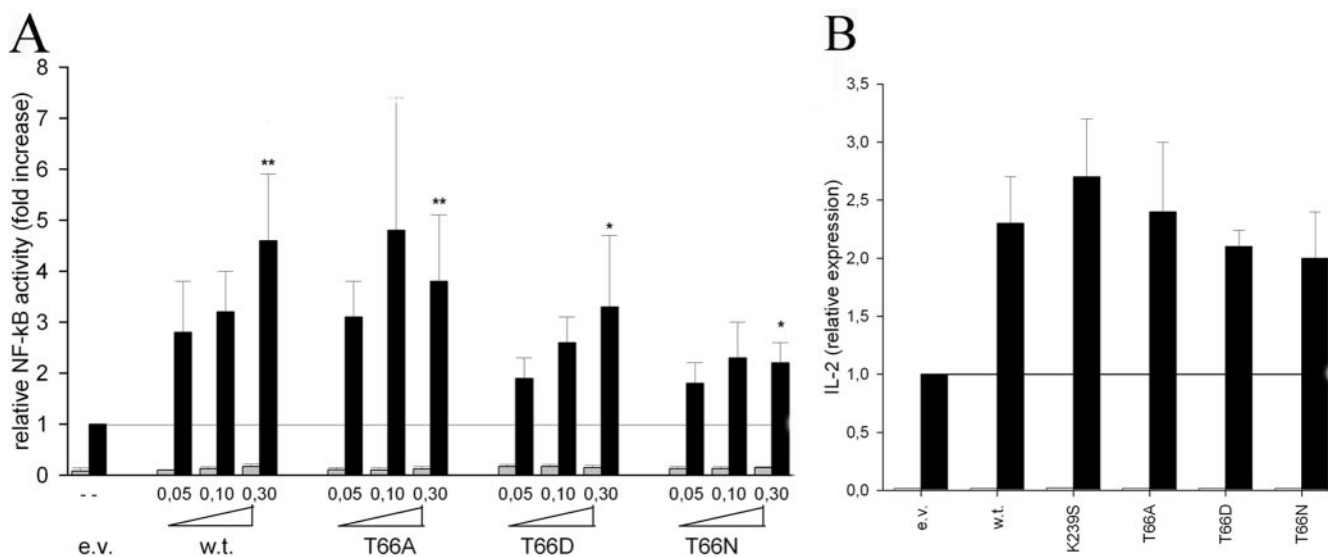 A
relative NF-kB activity (fold increase)
8
7
6
5
4
3
2
1
0
** ** * *
-- 0,05 0,10 0,30 0,05 0,10 0,30 0,05 0,10 0,30 0,05 0,10 0,30
e.v. w.t. T66A T66D T66N
B
IL-2 (relative expression)
3,5
3,0
2,5
2,0
1,5
1,0
0,5
0,0
e.v. w.t. K239S T66A T66D T66N